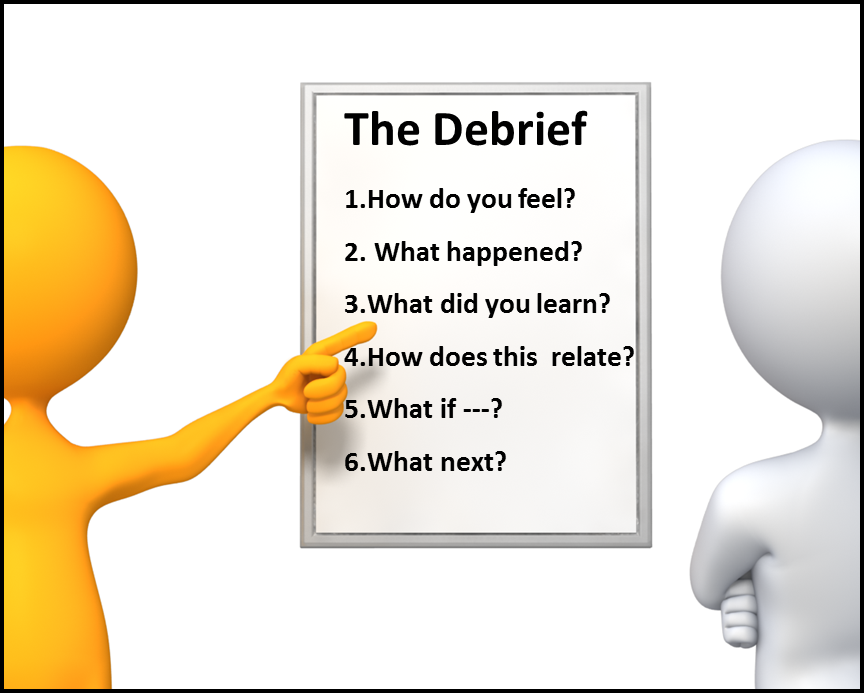 The Debrief
1.How do you feel?
2. What happened?
3.What did you learn?
4.How does this  relate?
5.What if ---?
6.What next?